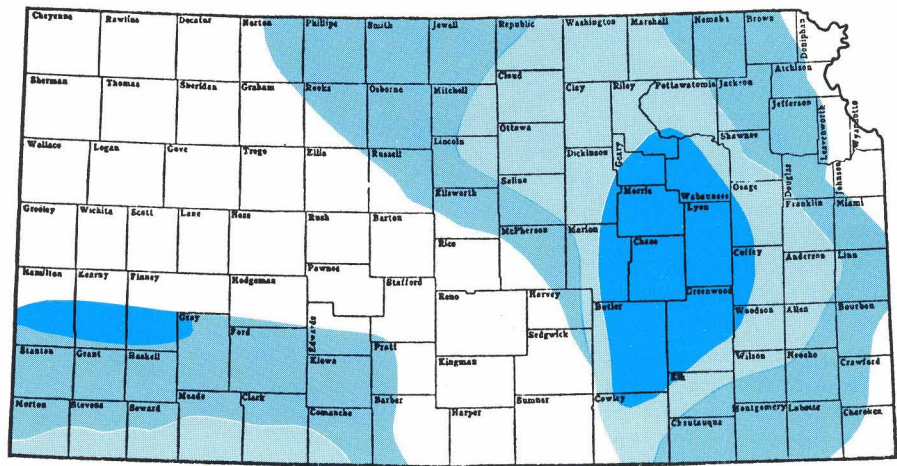 Cheyenne
Rawlins
Decatur
Norton
Phillips
Smith
Jewell
Republic
Washington
Marshall
Nemaha
Brown
Doniphan
Sherman
Thomas
Sheridan
Graham
Rooks
Osborne
Mitchell
Cloud
Clay
Riley
Pottawatomie
Jackson
Atchison
Jefferson
Leavenworth
Wyandotte
Wallace
Logan
Gove
Trego
Ellis
Russell
Lincoln
Ottawa
Dickinson
Geary
Shawnee
Ellsworth
Saline
Morris
Wabaunsee
Osage
Douglas
Johnson
Greeley
Wichita
Scott
Lane
Ness
Rush
Barton
Rice
McPherson
Marion
Chase
Lyon
Franklin
Miami
Hamilton
Kearny
Finney
Hodgeman
Pawnee
Stafford
Reno
Harvey
Butler
Greenwood
Coffey
Anderson
Linn
Gray
Ford
Edwards
Pratt
Sedgwick
Woodson
Allen
Bourbon
Stanton
Grant
Haskell
Kiowa
Kingman
Elk
Wilson
Neosho
Crawford
Morton
Stevens
Seward
Meade
Clark
Comanche
Barber
Harper
Sumner
Cowley
Chautauqua
Montgomery
Labette
Cherokee